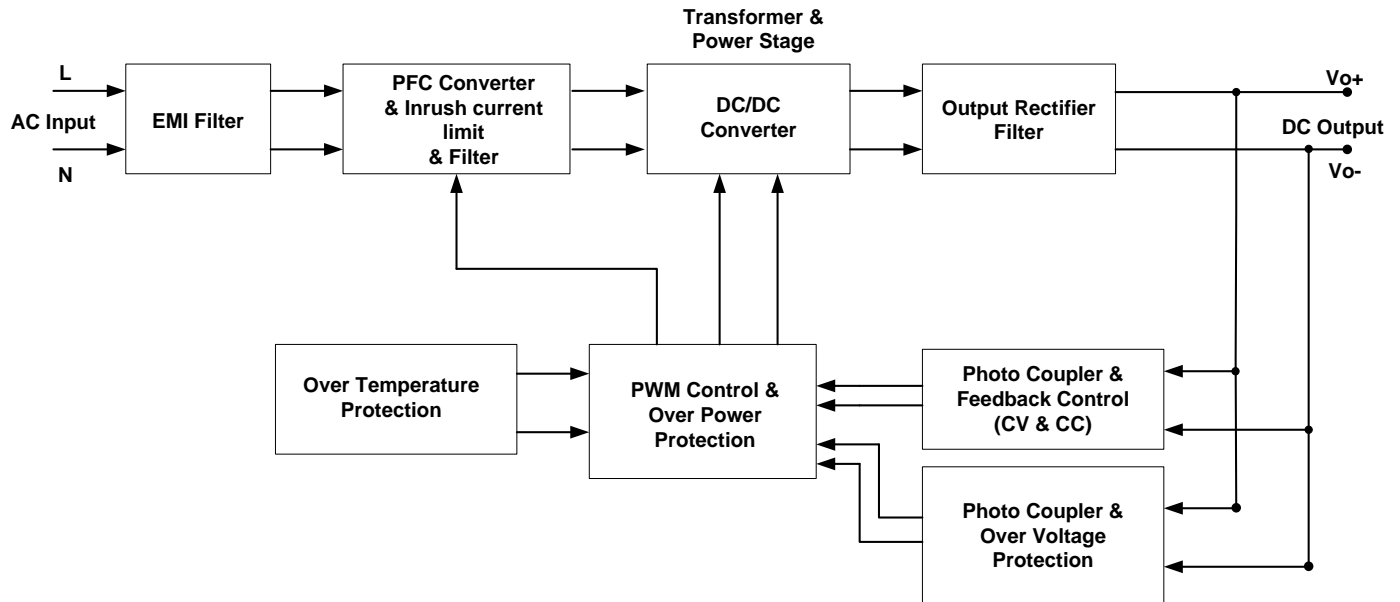 Transformer &
Power Stage
L
AC Input
N
EMI Filter
PFC Converter
& Inrush current
limit
& Filter
DC/DC
Converter
Output Rectifier
Filter
Vo+
DC Output
Vo-
Over Temperature
Protection
PWM Control &
Over Power
Protection
Photo Coupler &
Feedback Control
(CV & CC)
Photo Coupler &
Over Voltage
Protection